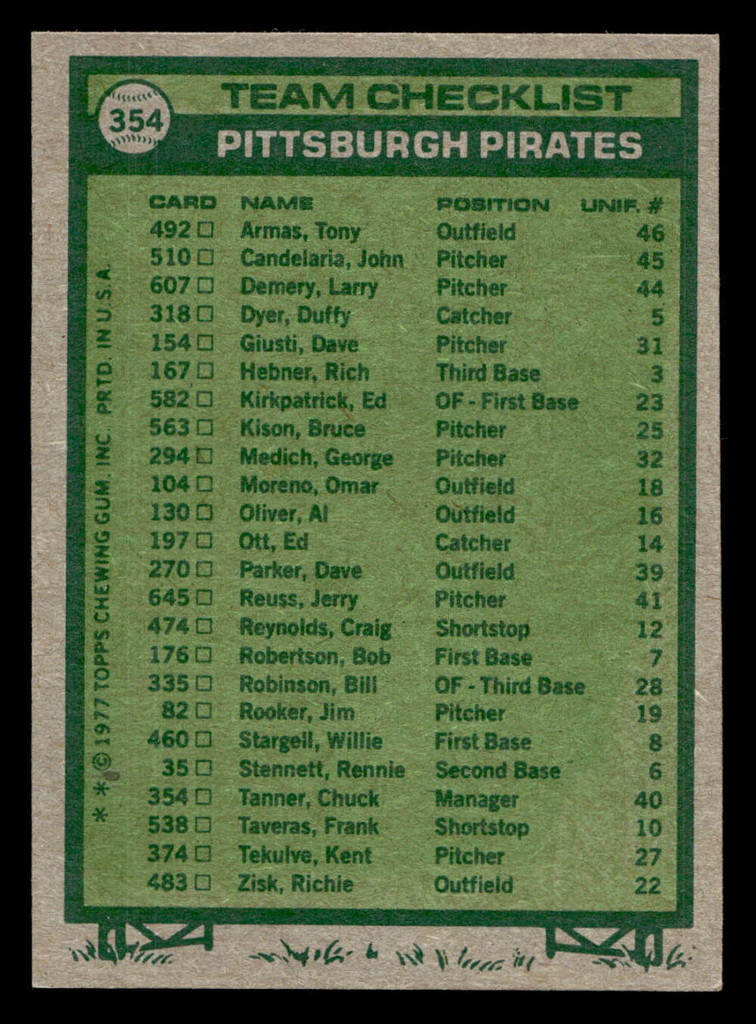 354
TEAM CHECKLIST
PITTSBURGH PIRATES
CARD NAME POSITION UNIF. #
492 □ Armas, Tony Outfield 46
510 □ Candelaria, John Pitcher 45
607 □ Demery, Larry Pitcher 44
318 □ Dyer, Duffy Catcher 5
154 □ Giusti, Dave Pitcher 31
167 □ Hebner, Rich Third Base 3
582 □ Kirkpatrick, Ed OF - First Base 23
563 □ Kison, Bruce Pitcher 25
294 □ Medich, George Pitcher 32
104 □ Moreno, Omar Outfield 18
130 □ Oliver, Al Outfield 16
197 □ Ott, Ed Catcher 14
270 □ Parker, Dave Outfield 39
645 □ Reuss, Jerry Pitcher 41
474 □ Reynolds, Craig Shortstop 12
176 □ Robertson, Bob First Base 7
335 □ Robinson, Bill OF - Third Base 28
82 □ Rooker, Jim Pitcher 19
460 □ Stargell, Willie First Base 8
35 □ Stennett, Rennie Second Base 6
354 □ Tanner, Chuck Manager 40
538 □ Taveras, Frank Shortstop 10
374 □ Tekulve, Kent Pitcher 27
483 □ Zisk, Richie Outfield 22
* * © 1977 TOPPS CHEWING GUM, INC. PRTD. IN U.S.A.